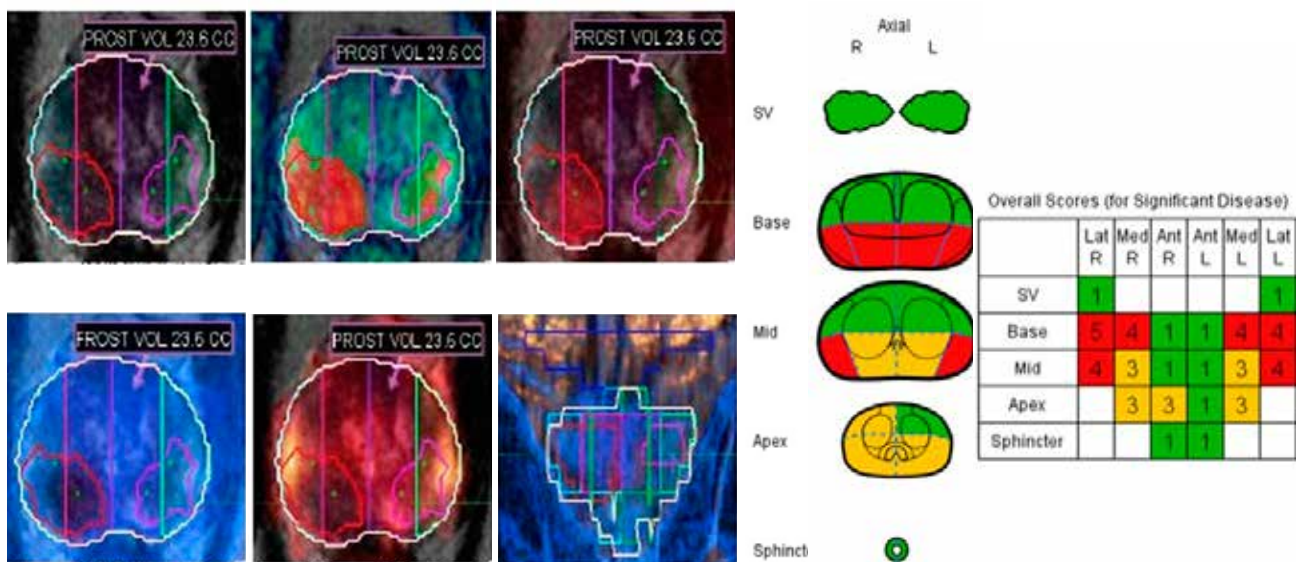 PROST VOL 23.6 CC
PROST VOL 23.6 CC
PROST VOL 23.6 CC
PROST VOL 23.6 CC
PROST VOL 23.6 CC
Axial
R L
SV
Base
Mid
Apex
Sphinct
Overall Scores (for Significant Disease)
Lat R Med R Ant R Ant L Med L Lat L
SV 1 1
Base 5 4 1 1 4 4
Mid 4 3 1 1 3 4
Apex 3 3 1 3
Sphincter 1 1